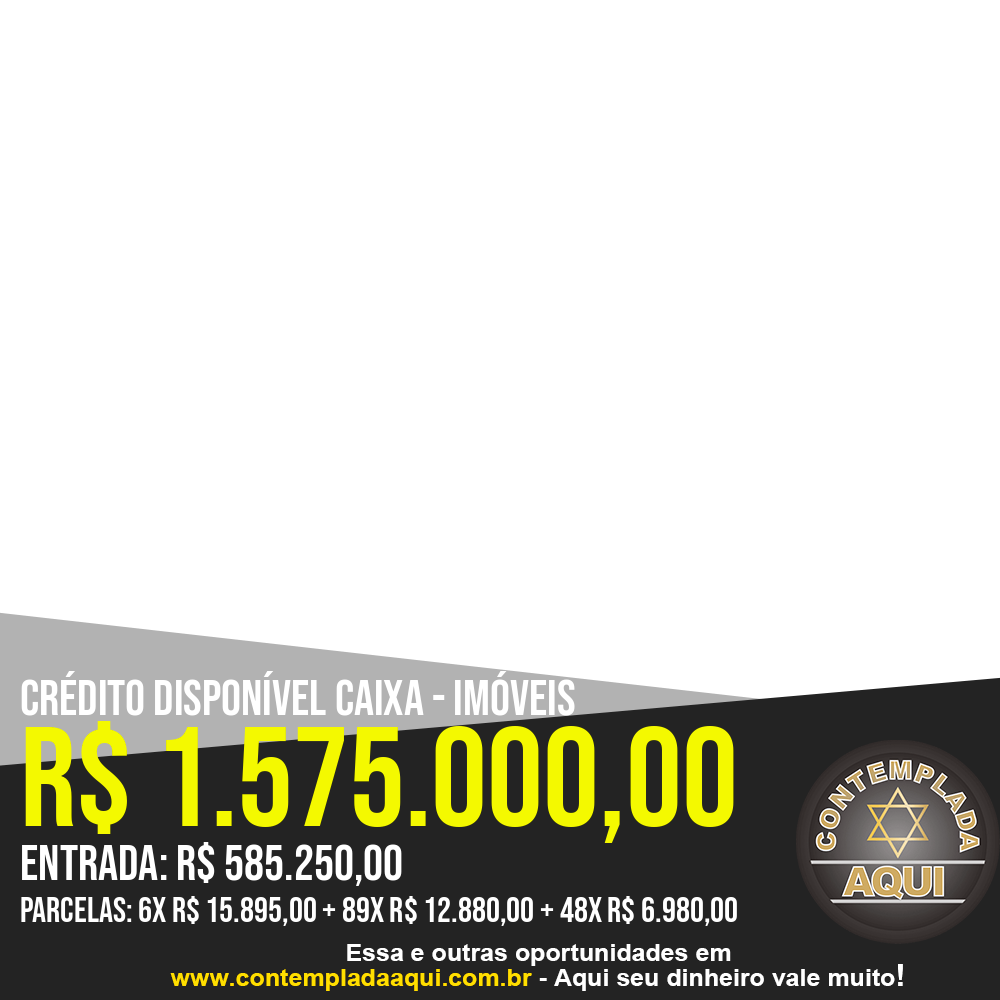 CRÉDITO DISPONÍVEL CAIXA - IMÓVEIS
R$ 1.575.000,00
ENTRADA: R$ 585.250,00
PARCELAS: 6X R$ 15.895,00 + 89X R$ 12.880,00 + 48X R$ 6.980,00
CONTEMPLADA
AQUI
Essa e outras oportunidades em
www.contempladaaqui.com.br - Aqui seu dinheiro vale muito!